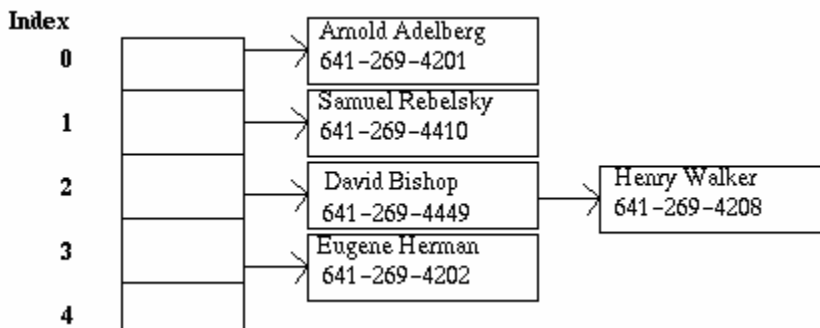 Index
0
Arnold Adelberg
641-269-4201
1
Samuel Rebelsky
641-269-4410
2
David Bishop
641-269-4449
Henry Walker
641-269-4208
3
Eugene Herman
641-269-4202
4